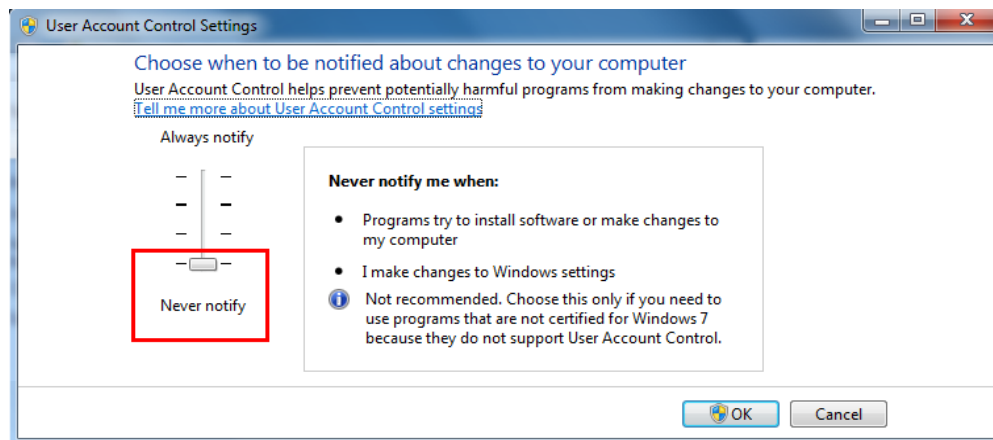 User Account Control Settings
Choose when to be notified about changes to your computer
User Account Control helps prevent potentially harmful programs from making changes to your computer.
Tell me more about User Account Control settings
Always notify
Never notify me when:
Programs try to install software or make changes to
my computer
I make changes to Windows settings
Never notify
Not recommended. Choose this only if you need to
use programs that are not certified for Windows 7
because they do not support User Account Control.
OK
Cancel